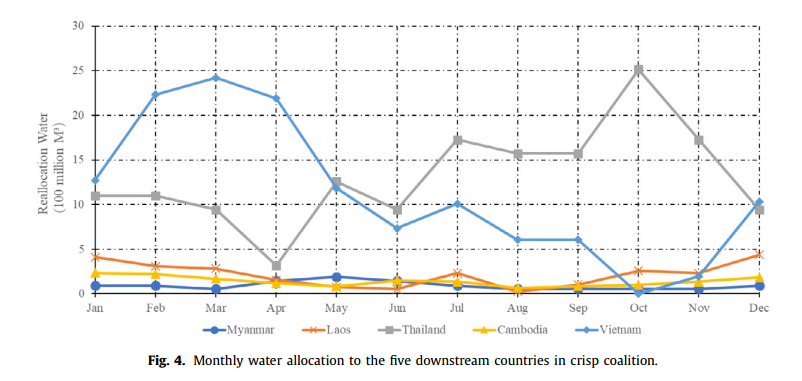 30
25
20
15
10
5
0
Reallocation Water
(100 million M³)
Jan Feb Mar Apr May Jun Jul Aug Sep Oct Nov Dec
Myanmar Laos Thailand Cambodia Vietnam
Fig. 4. Monthly water allocation to the five downstream countries in crisp coalition.